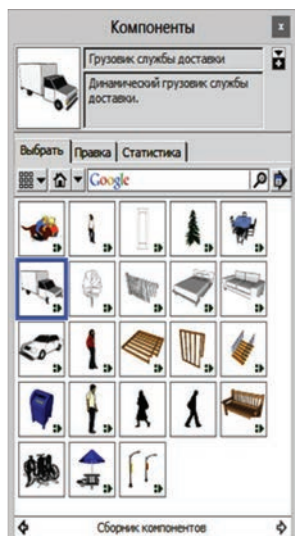 Компоненты
Грузовик службы доставки
Динамический грузовик службы
доставки.
Выбрать Правка Статистика
Google
Сборник компонентов